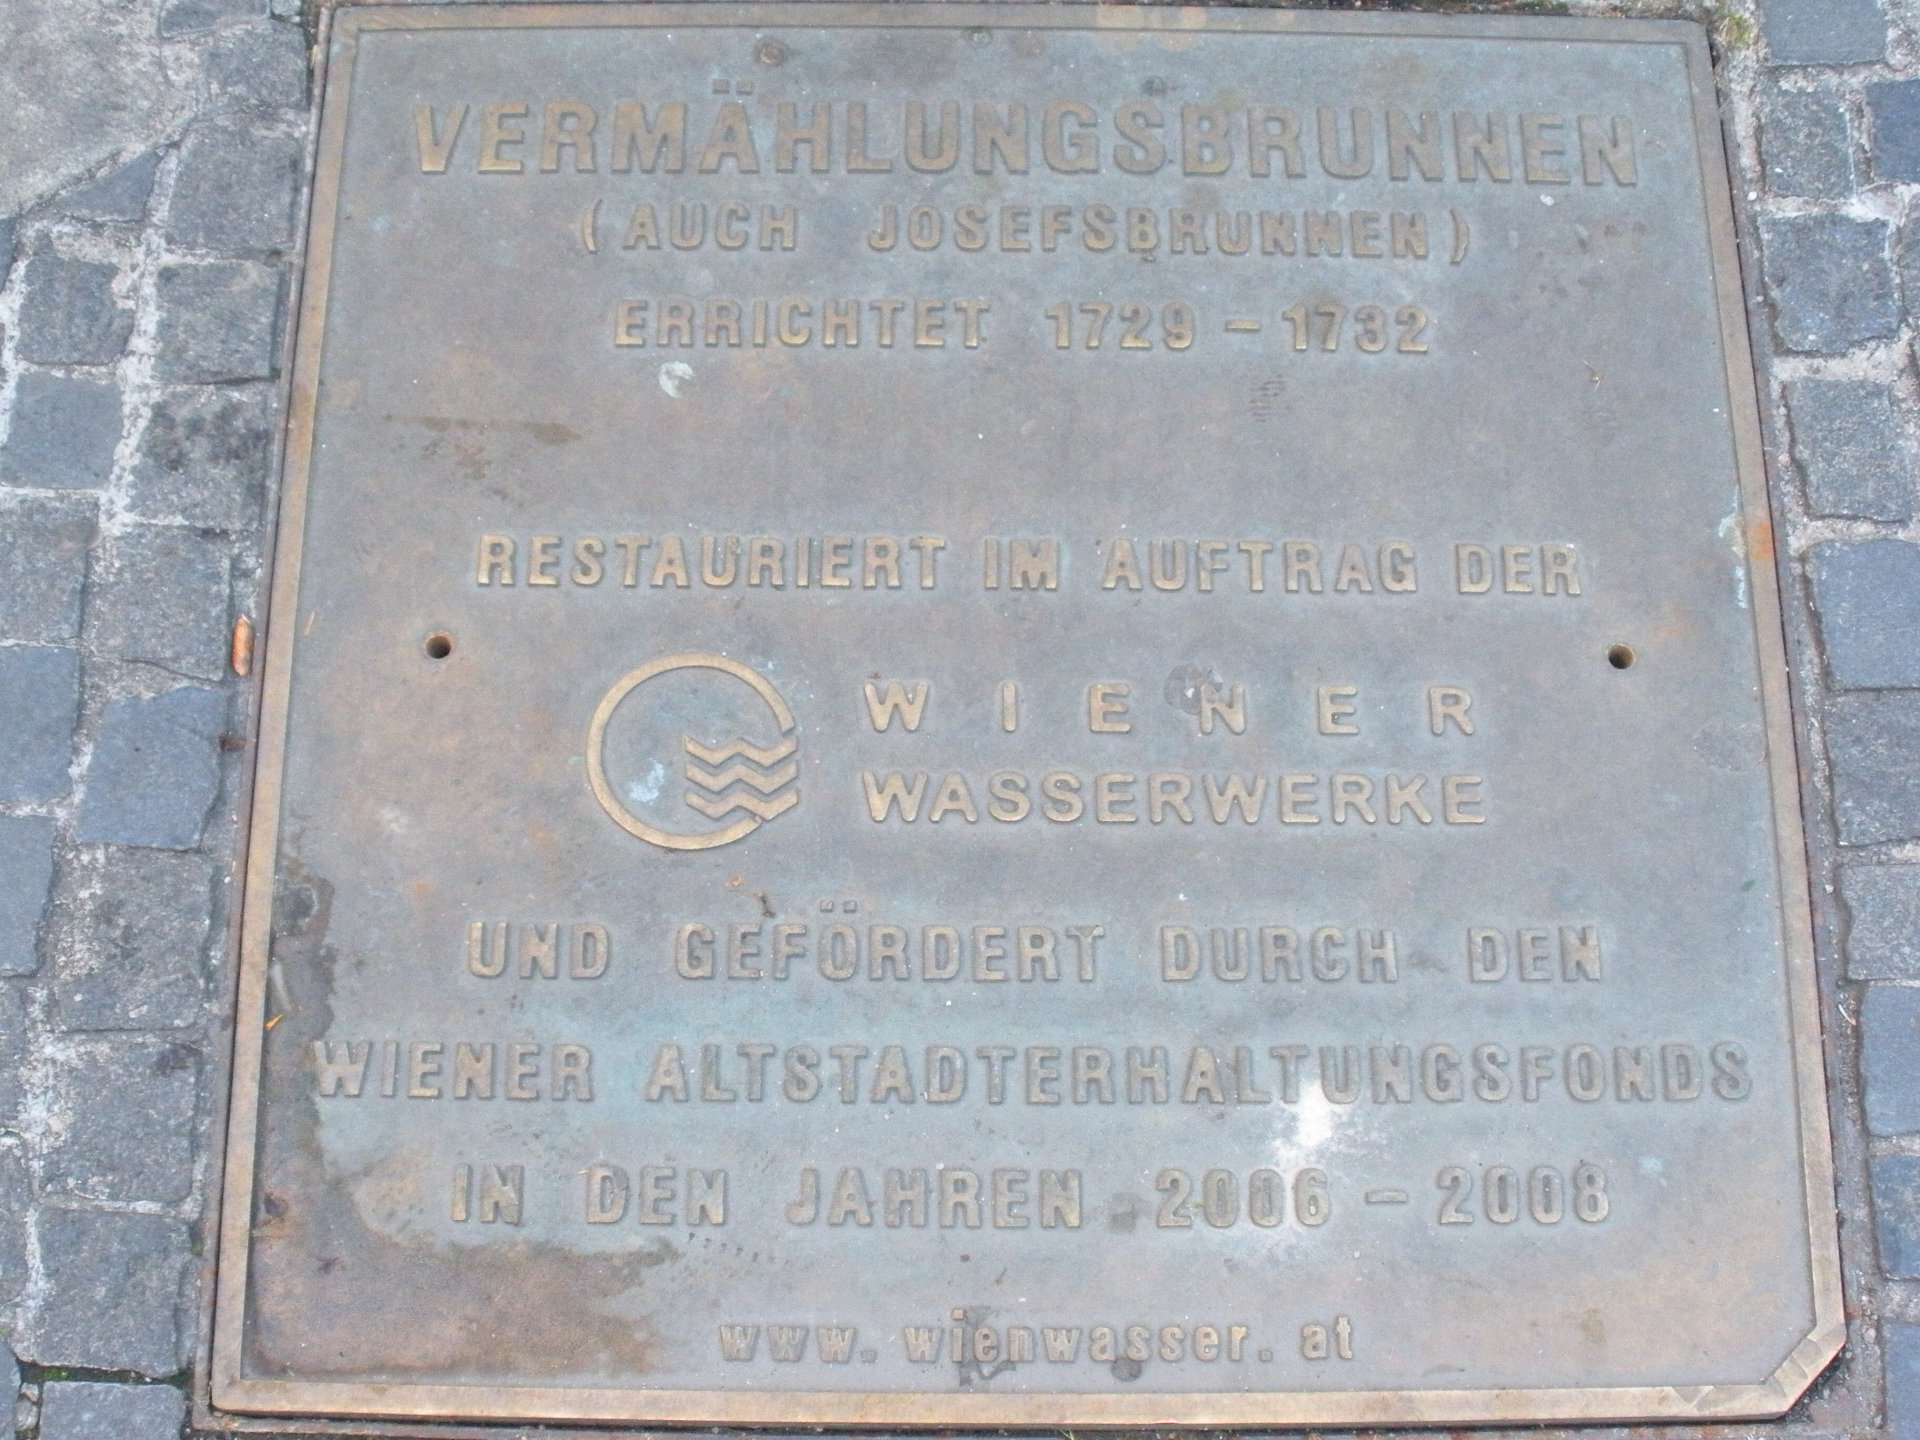 VERMÄHLUNGSBRUNNEN
(AUCH JOSEFSBRUNNEN)
ERRICHTET 1729 - 1732
RESTAURIERT IM AUFTRAG DER
WIENER
WASSERWERKE
UND GEFÖRDERT DURCH DEN
WIENER ALTSTADTERHALTUNGSFONDS
IN DEN JAHREN 2006 - 2008
www.wienwasser.at